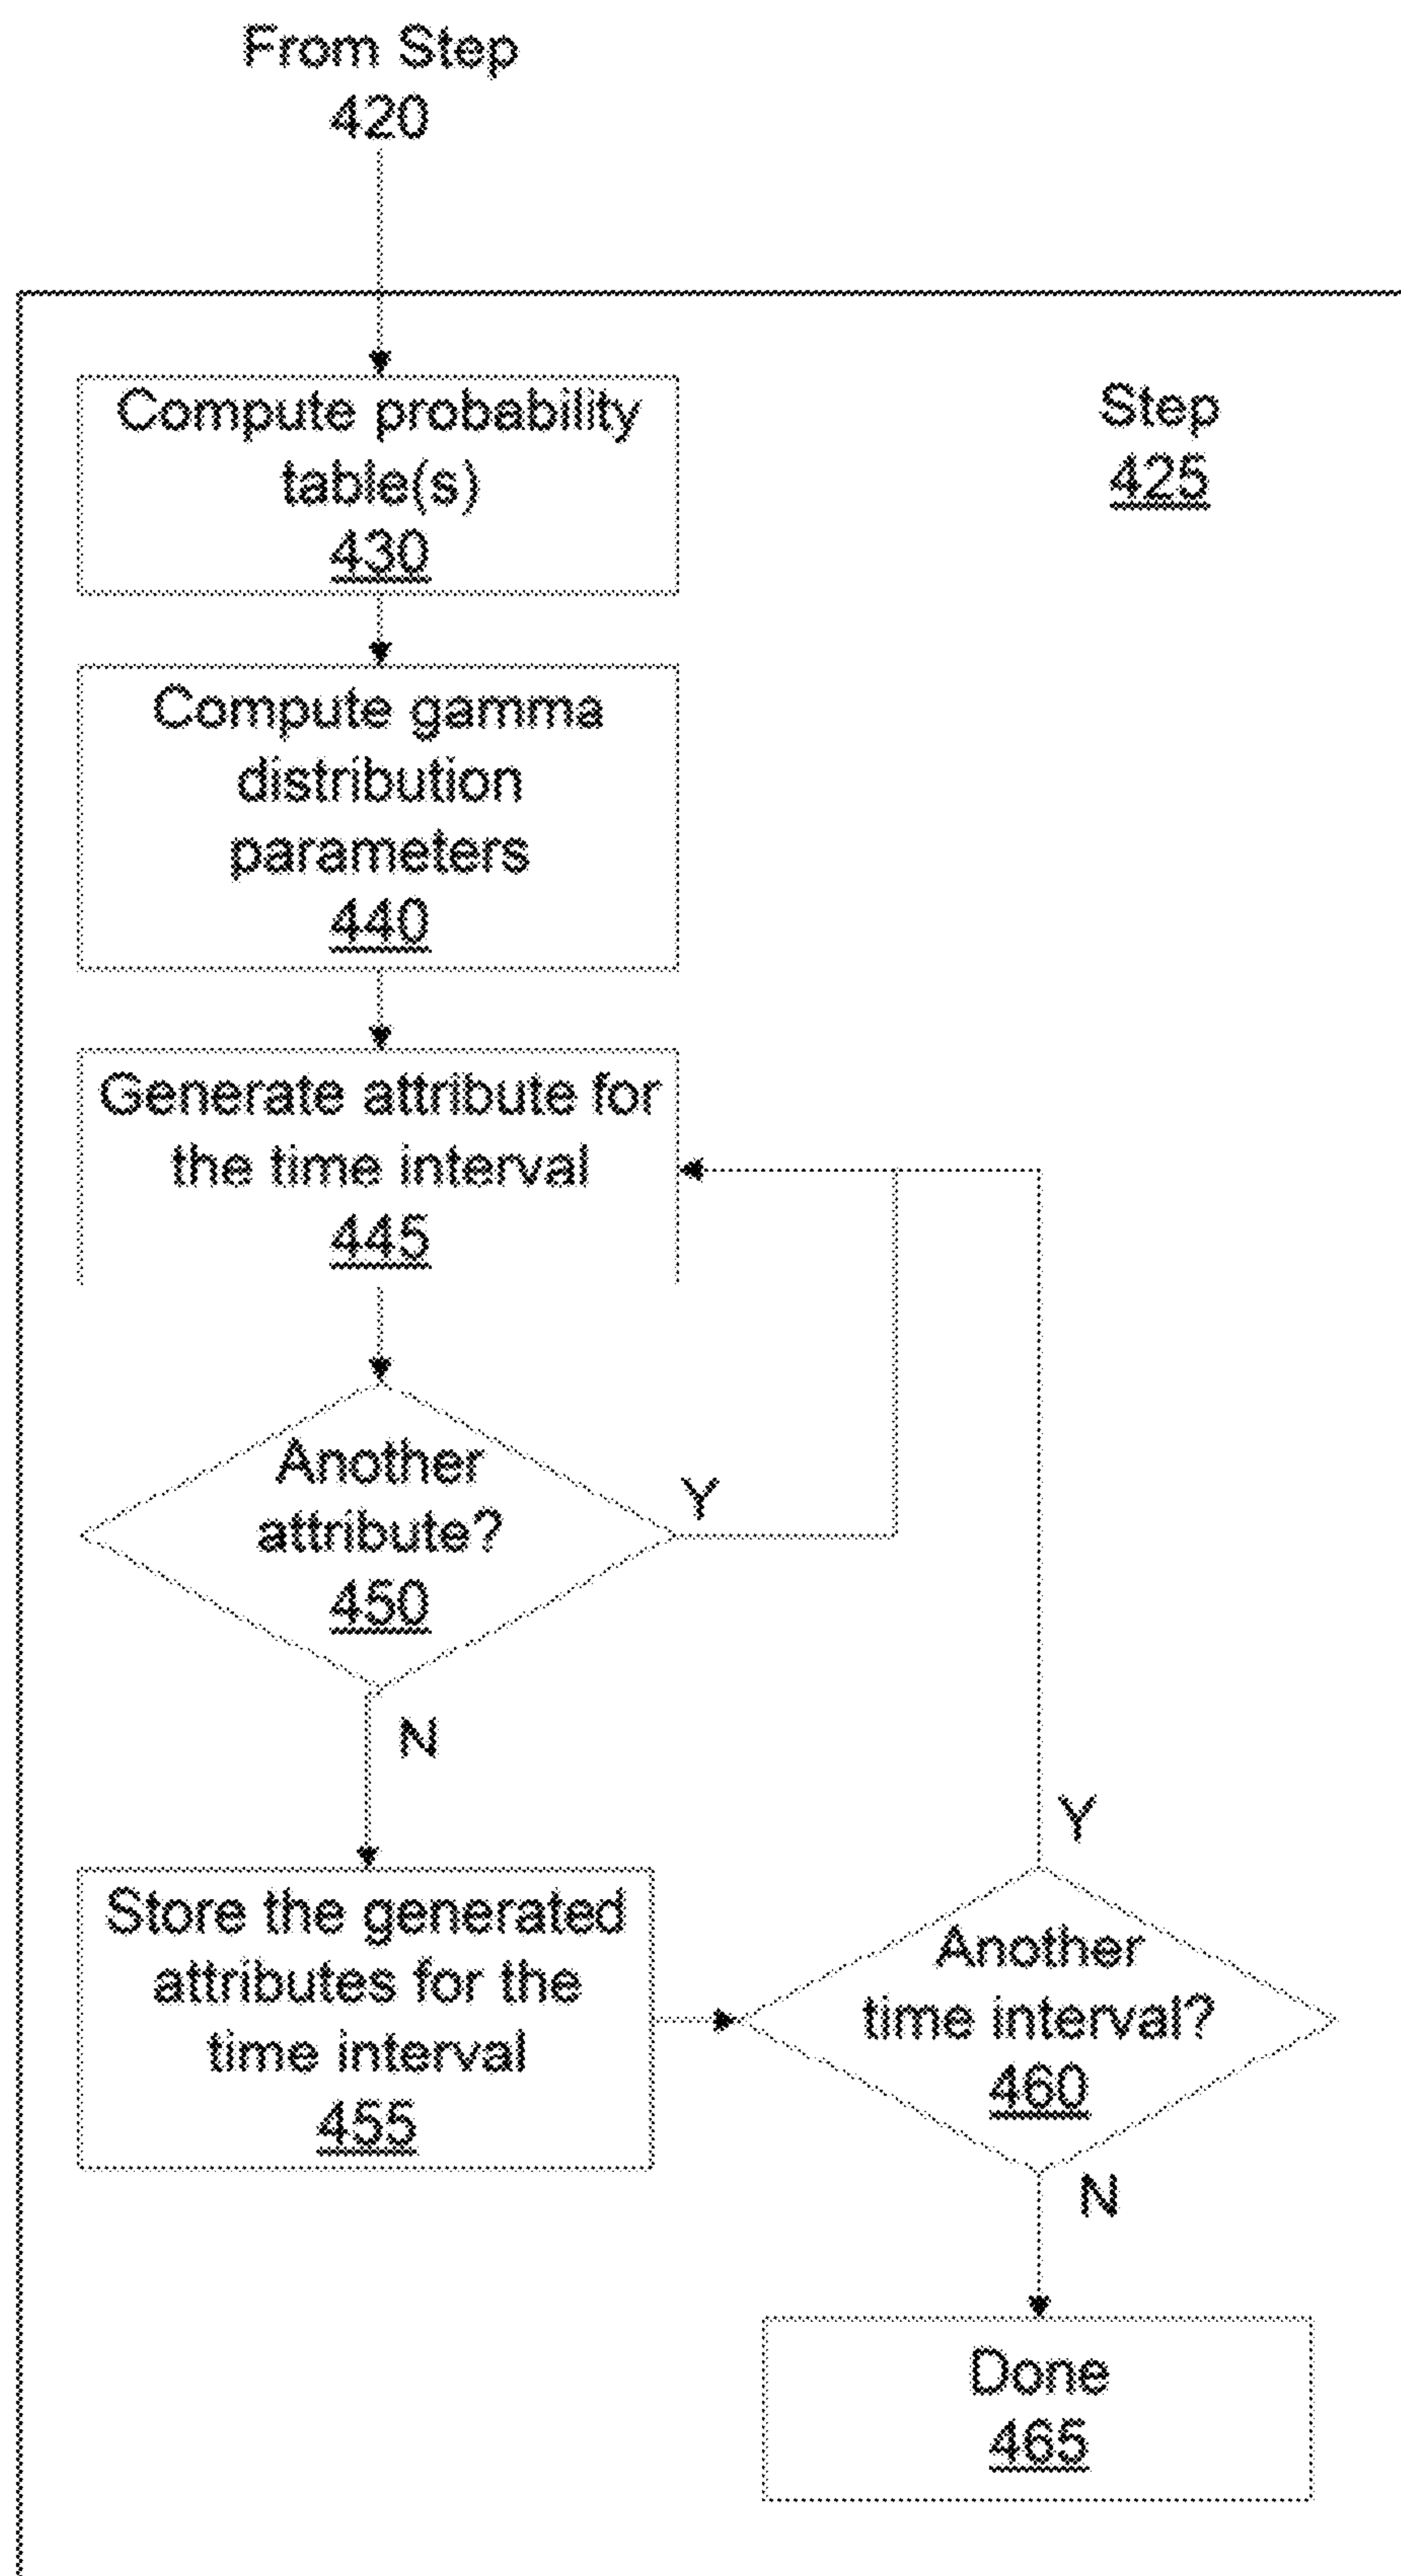 From Step
420
Compute probability
table(s)
430
Step
425
Compute gamma
distribution
parameters
440
Generate attribute for
the time interval
445
Another
attribute?
450
Y
N
Store the generated
attributes for the
time interval
455
Y
Another
time interval?
460
N
Done
465